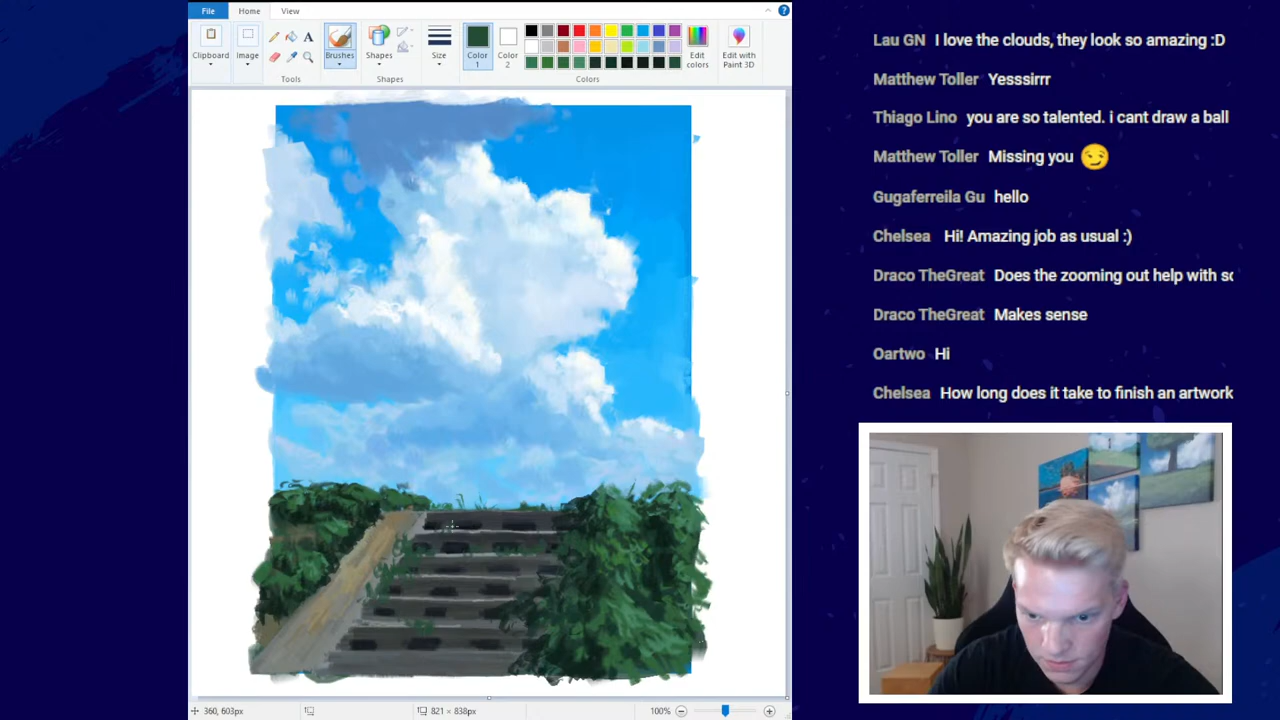 File
Home
View
Clipboard
Image
Tools
Brushes
Shapes
Shapes
Size
Color
1
Color
2
Edit
colors
Edit with
Paint 3D
Colors
360, 603px
821 × 838px
100%
Lau GN I love the clouds, they look so amazing :D
Matthew Toller Yesssirrr
Thiago Lino you are so talented. i cant draw a ball
Matthew Toller Missing you 😏
Gugaferreila Gu hello
Chelsea Hi! Amazing job as usual :)
Draco TheGreat Does the zooming out help with
Draco TheGreat Makes sense
Oartwo Hi
Chelsea How long does it take to finish an artwork